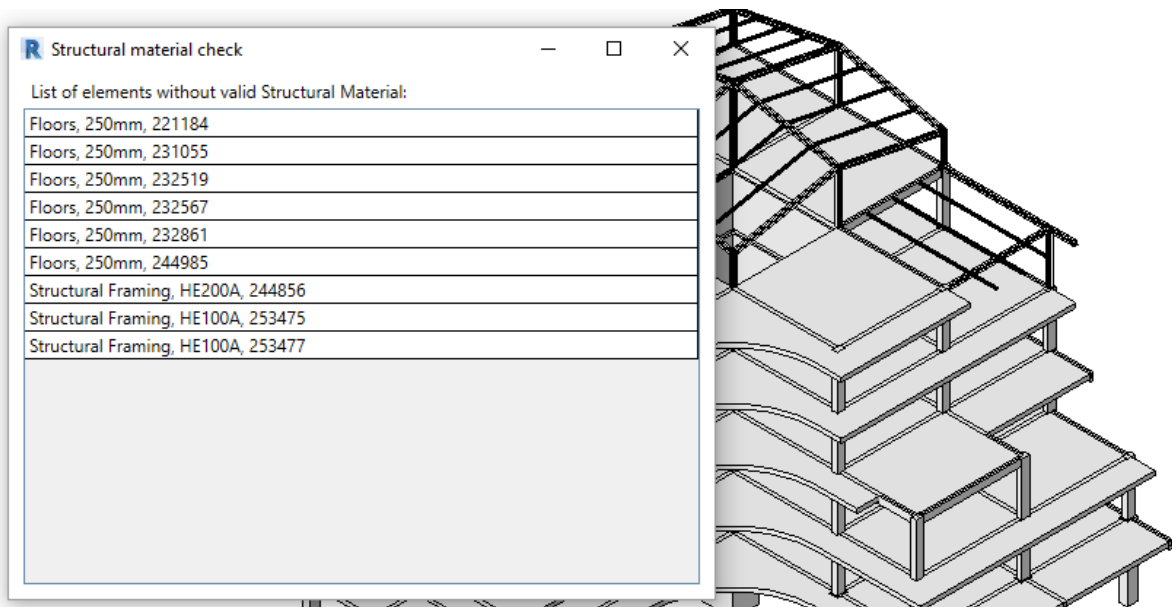 Structural material check
List of elements without valid Structural Material:
Floors, 250mm, 221184
Floors, 250mm, 231055
Floors, 250mm, 232519
Floors, 250mm, 232567
Floors, 250mm, 232861
Floors, 250mm, 244985
Structural Framing, HE200A, 244856
Structural Framing, HE100A, 253475
Structural Framing, HE100A, 253477